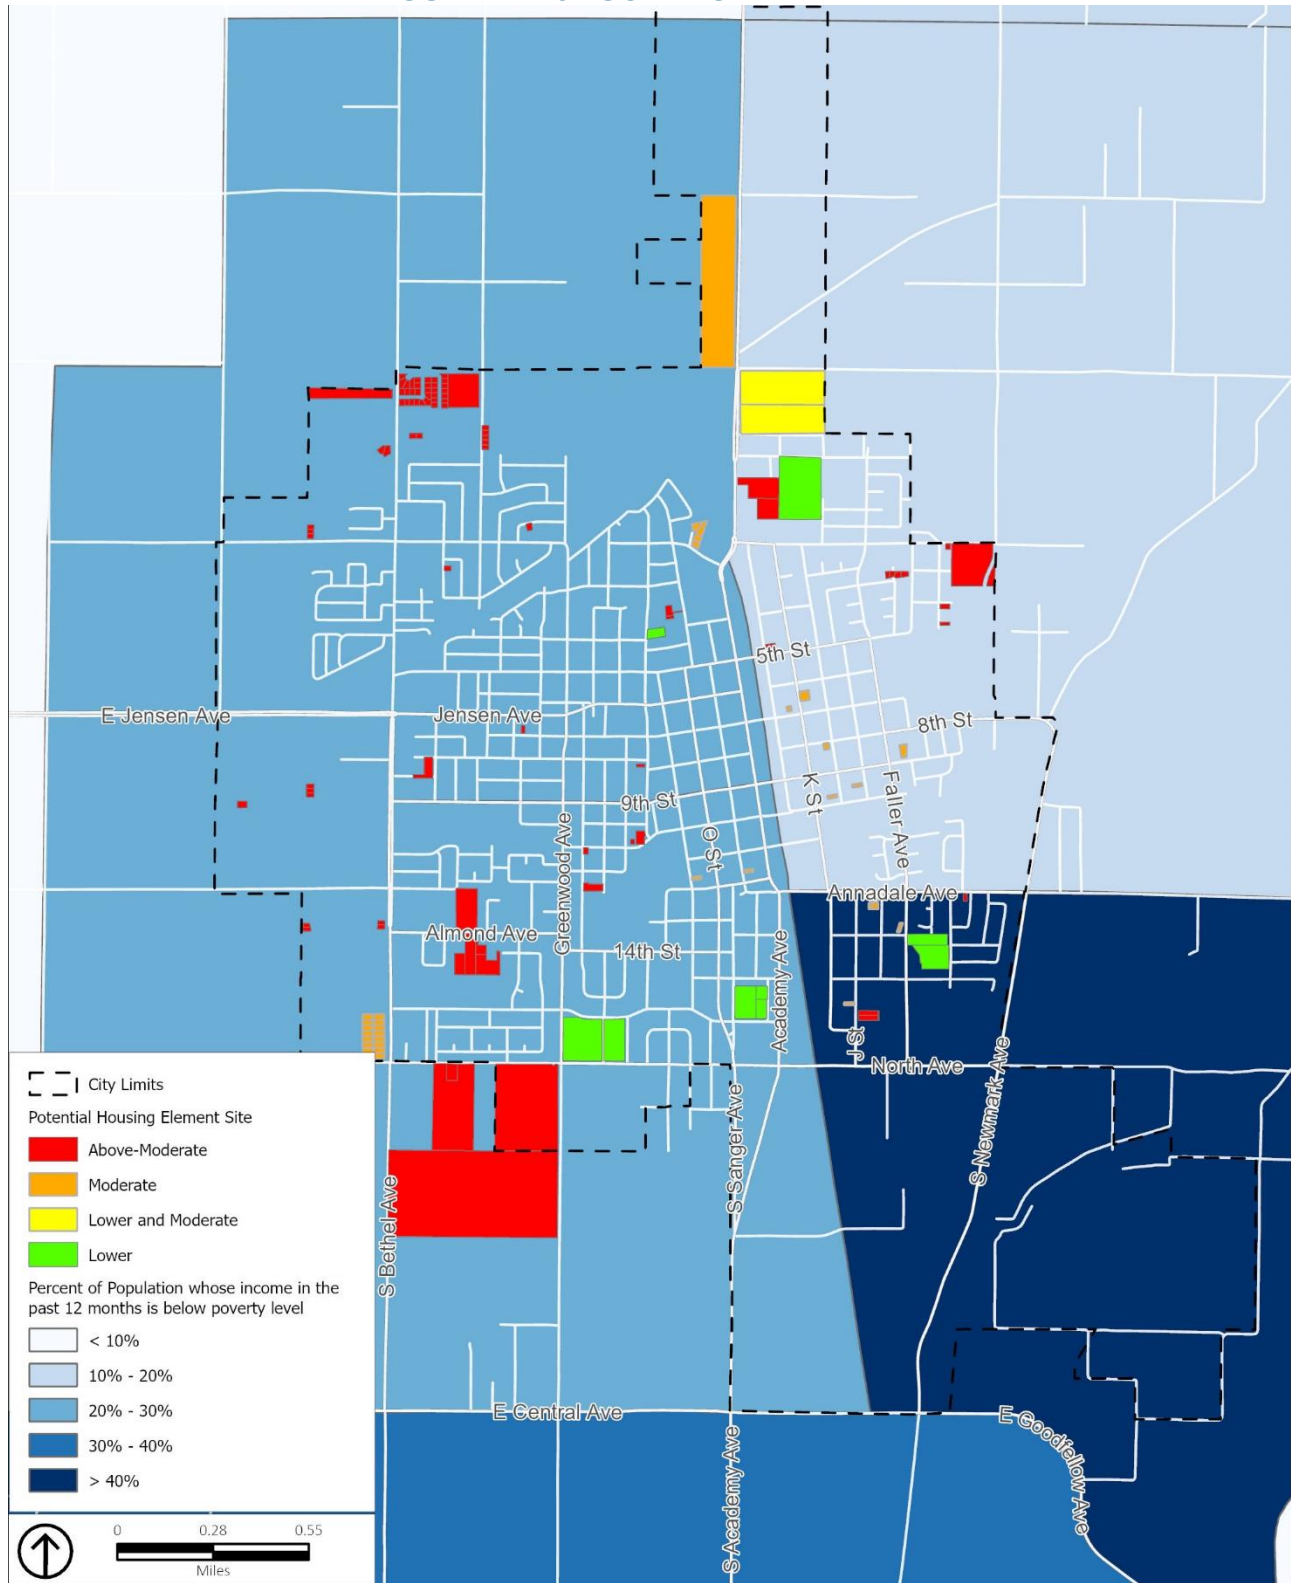 5th St
E Jensen Ave
Jensen Ave
8th St
K St
Faller Ave
9th St
O St
Greenwood Ave
Annadale Ave
Almond Ave
14th St
Academy Ave
J St
North Ave
S Newmark Ave
S Sanger Ave
S Bethel Ave
E Central Ave
E Goodfellow Ave
S Academy Ave
City Limits
Potential Housing Element Site
Above-Moderate
Moderate
Lower and Moderate
Lower
Percent of Population whose income in the
past 12 months is below poverty level
< 10%
10% - 20%
20% - 30%
30% - 40%
> 40%
0 0.28 0.55
Miles